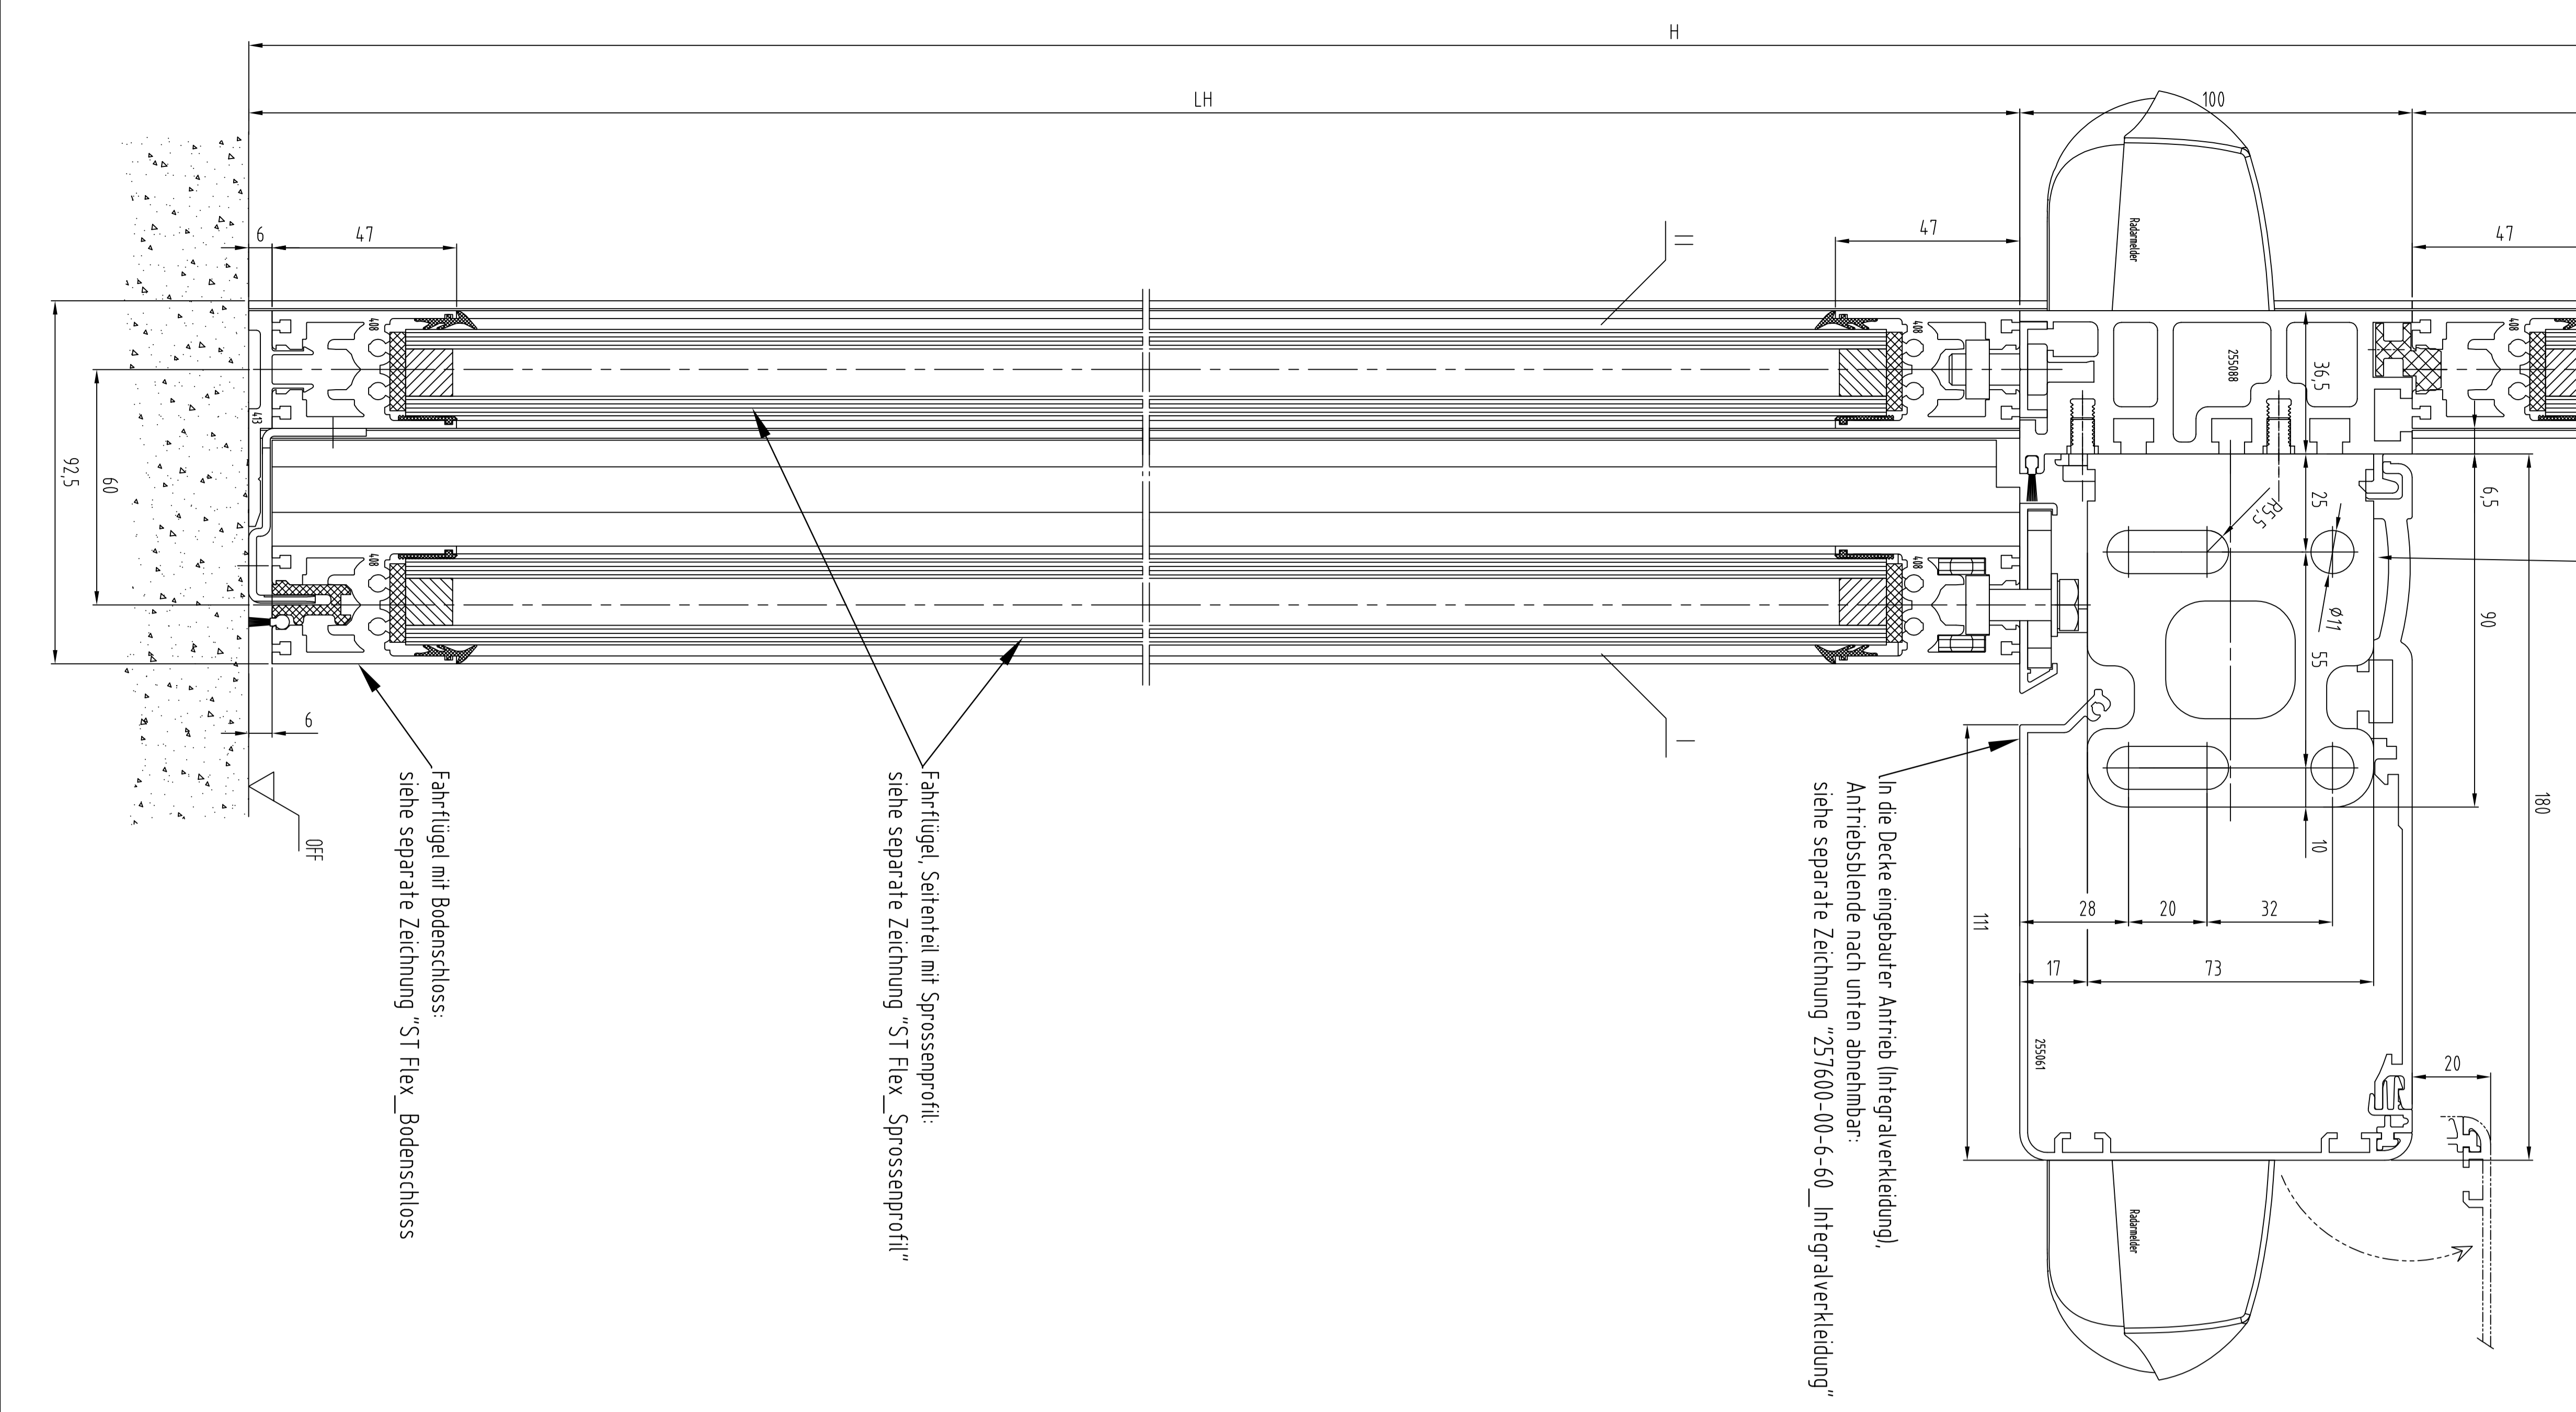 H
LH
100
6
47
47
47
Radarmelder
II
408
408
408
255088
36,5
413
92,5
60
25
6,5
R5,5
Ø11
90
55
408
408
6
I
180
10
OFF
Fahrflügel mit Bodenschloss:
siehe separate Zeichnung "ST Flex_Bodenschloss
Fahrflügel, Seitenteil mit Sprossenprofil:
siehe separate Zeichnung "ST Flex_Sprossenprofil"
In die Decke eingebauter Antrieb (Integralverkleidung),
Antriebsblende nach unten abnehmbar:
siehe separate Zeichnung "257600-00-6-60_Integralverkleidung"
111
28
20
32
17
73
255061
20
Radarmelder